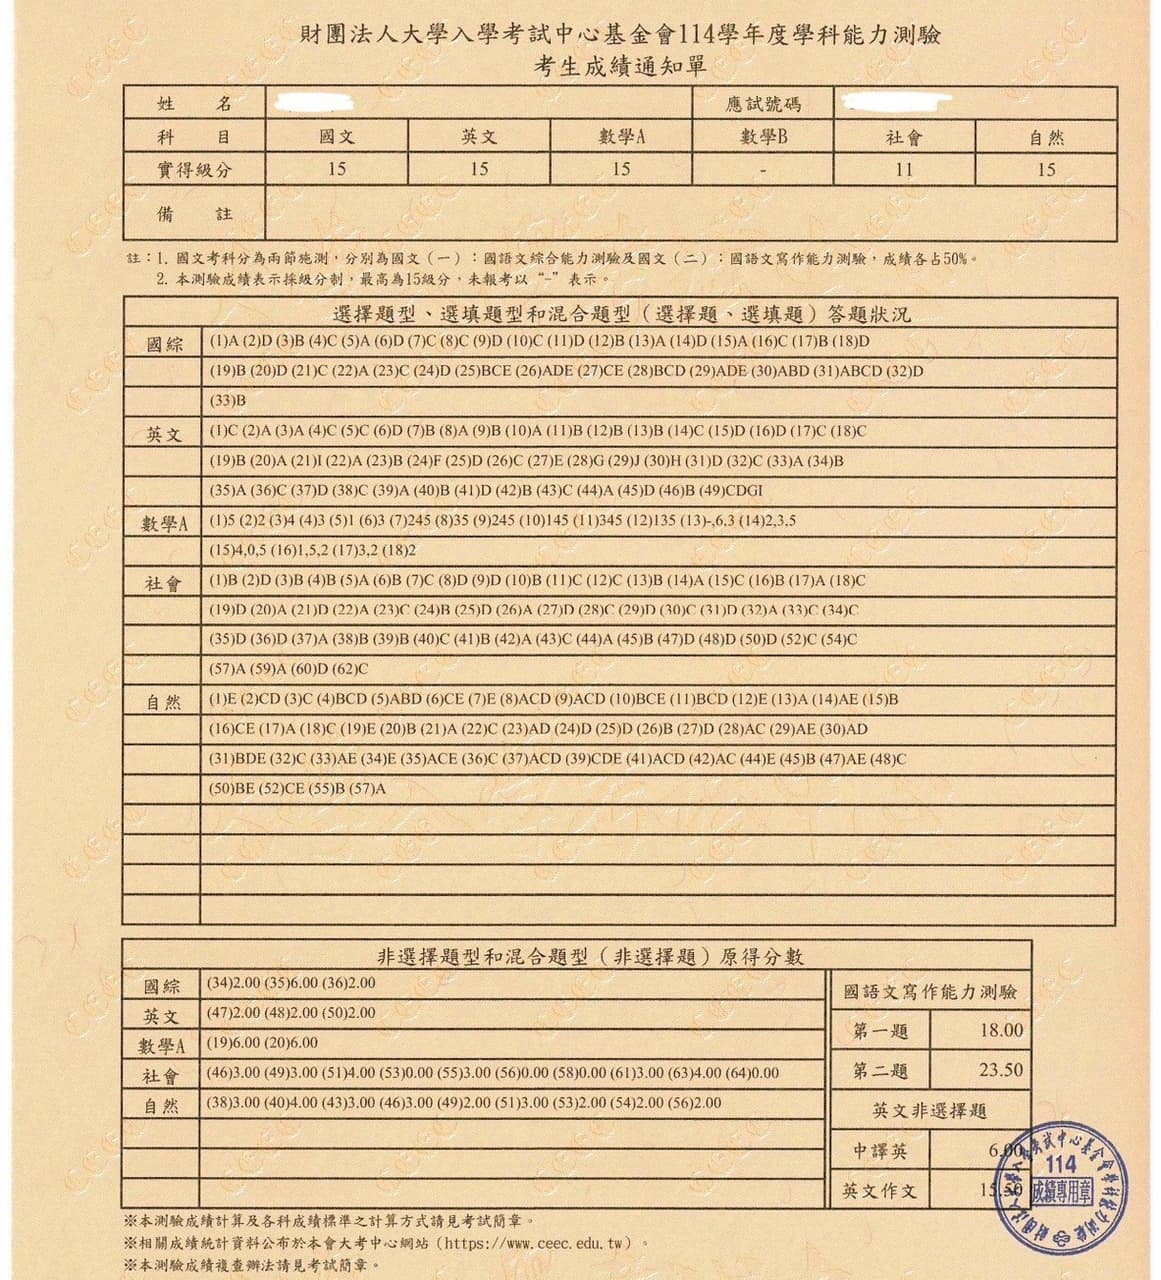 財團法人大學入學考試中心基金會114學年度學科能力測驗
考生成績通知單
姓 名 應試號碼
科 目 國文 英文 數學A 數學B 社會 自然
實得級分 15 15 15 - 11 15
備 註
註:1. 國文考科分為兩節施測,分別為國文(一):國語文綜合能力測驗及國文(二):國語文寫作能力測驗,成績各占50%。
2. 本測驗成績表示採級分制,最高為15級分,未報考以“-”表示。
選擇題型、選填題型和混合題型(選擇題、選填題)答題狀況
國綜 (1)A (2)D (3)B (4)C (5)A (6)D (7)C (8)C (9)D (10)C (11)D (12)B (13)A (14)D (15)A (16)C (17)B (18)D
(19)B (20)D (21)C (22)A (23)C (24)D (25)BCE (26)ADE (27)CE (28)BCD (29)ADE (30)ABD (31)ABCD (32)D
(33)B
英文 (1)C (2)A (3)A (4)C (5)C (6)D (7)B (8)A (9)B (10)A (11)B (12)B (13)B (14)C (15)D (16)D (17)C (18)C
(19)B (20)A (21)I (22)A (23)B (24)F (25)D (26)C (27)E (28)G (29)J (30)H (31)D (32)C (33)A (34)B
(35)A (36)C (37)D (38)C (39)A (40)B (41)D (42)B (43)C (44)A (45)D (46)B (49)CDGI
數學A (1)5 (2)2 (3)4 (4)3 (5)1 (6)3 (7)245 (8)35 (9)245 (10)145 (11)345 (12)135 (13)-,6,3 (14)2,3,5
(15)4,0,5 (16)1,5,2 (17)3,2 (18)2
社會 (1)B (2)D (3)B (4)B (5)A (6)B (7)C (8)D (9)D (10)B (11)C (12)C (13)B (14)A (15)C (16)B (17)A (18)C
(19)D (20)A (21)D (22)A (23)C (24)B (25)D (26)A (27)D (28)C (29)D (30)C (31)D (32)A (33)C (34)C
(35)D (36)D (37)A (38)B (39)B (40)C (41)B (42)A (43)C (44)A (45)B (47)D (48)D (50)D (52)C (54)C
(57)A (59)A (60)D (62)C
自然 (1)E (2)CD (3)C (4)BCD (5)ABD (6)CE (7)E (8)ACD (9)ACD (10)BCE (11)BCD (12)E (13)A (14)AE (15)B
(16)CE (17)A (18)C (19)E (20)B (21)A (22)C (23)AD (24)D (25)D (26)B (27)D (28)AC (29)AE (30)AD
(31)BDE (32)C (33)AE (34)E (35)ACE (36)C (37)ACD (39)CDE (41)ACD (42)AC (44)E (45)B (47)AE (48)C
(50)BE (52)CE (55)B (57)A
非選擇題型和混合題型(非選擇題)原得分數
國綜 (34)2.00 (35)6.00 (36)2.00
英文 (47)2.00 (48)2.00 (50)2.00
數學A (19)6.00 (20)6.00
社會 (46)3.00 (49)3.00 (51)4.00 (53)0.00 (55)3.00 (56)0.00 (58)0.00 (61)3.00 (63)4.00 (64)0.00
自然 (38)3.00 (40)4.00 (43)3.00 (46)3.00 (49)2.00 (51)3.00 (53)2.00 (54)2.00 (56)2.00
國語文寫作能力測驗
第一題 18.00
第二題 23.50
英文非選擇題
中譯英 6.00
英文作文 15.50
財團法人大學入學考試中心基金會學科能力測驗
114
成績專用章
※本測驗成績計算及各科成績標準之計算方式請見考試簡章。
※相關成績統計資料公布於本會大考中心網站(https://www.ceec.edu.tw)。
※本測驗成績複查辦法請見考試簡章。